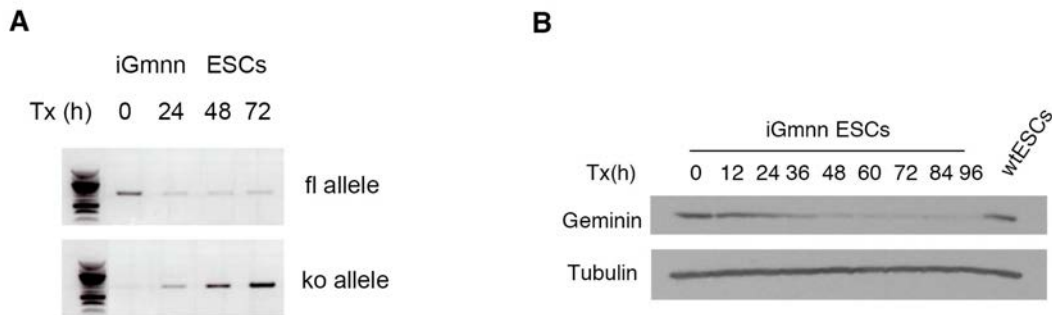 A
iGmnn ESCs
Tx (h) 0 24 48 72
fl allele
ko allele
B
iGmnn ESCs
Tx(h) 0 12 24 36 48 60 72 84 96 wtESCs
Geminin
Tubulin